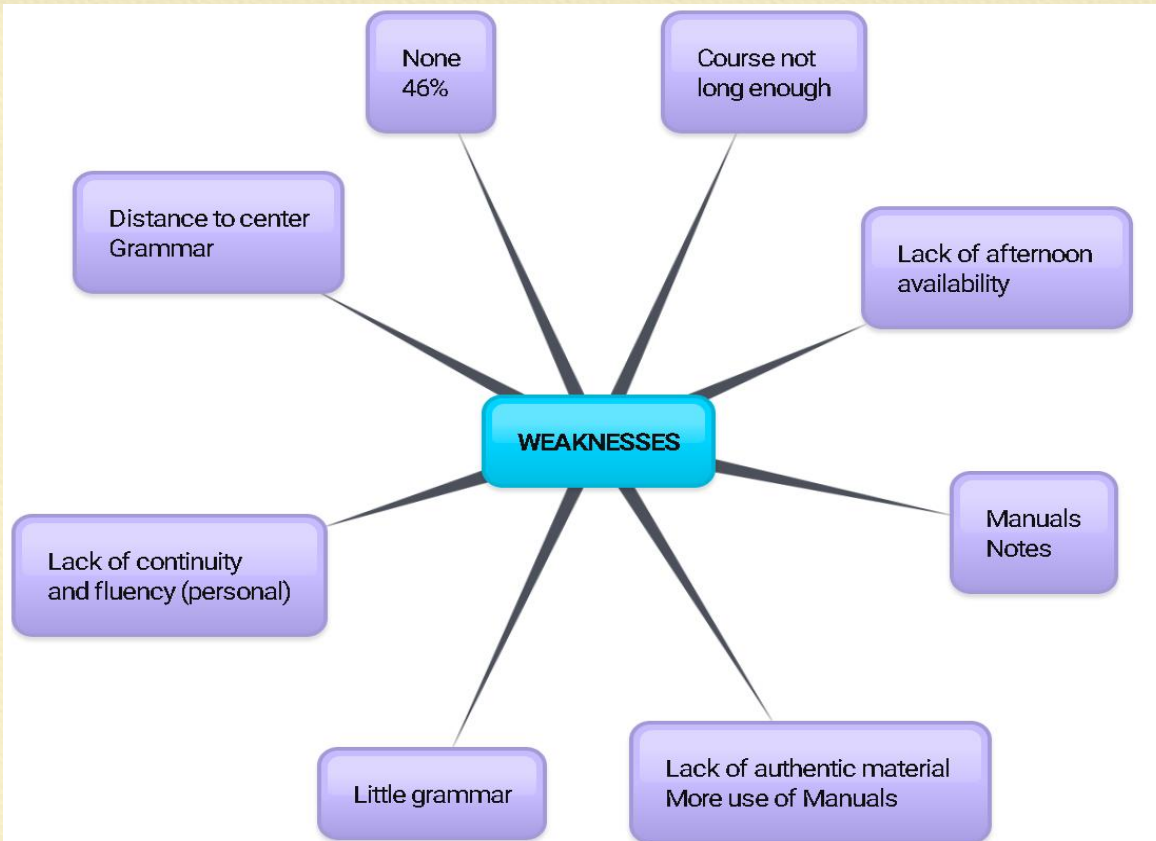 None
46%
Course not
long enough
Distance to center
Grammar
Lack of afternoon
availability
WEAKNESSES
Manuals
Notes
Lack of continuity
and fluency (personal)
Little grammar
Lack of authentic material
More use of Manuals